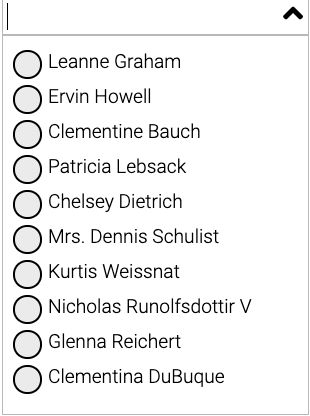 Leanne Graham
Ervin Howell
Clementine Bauch
Patricia Lebsack
Chelsey Dietrich
Mrs. Dennis Schulist
Kurtis Weissnat
Nicholas Runolfsdottir V
Glenna Reichert
Clementina DuBuque